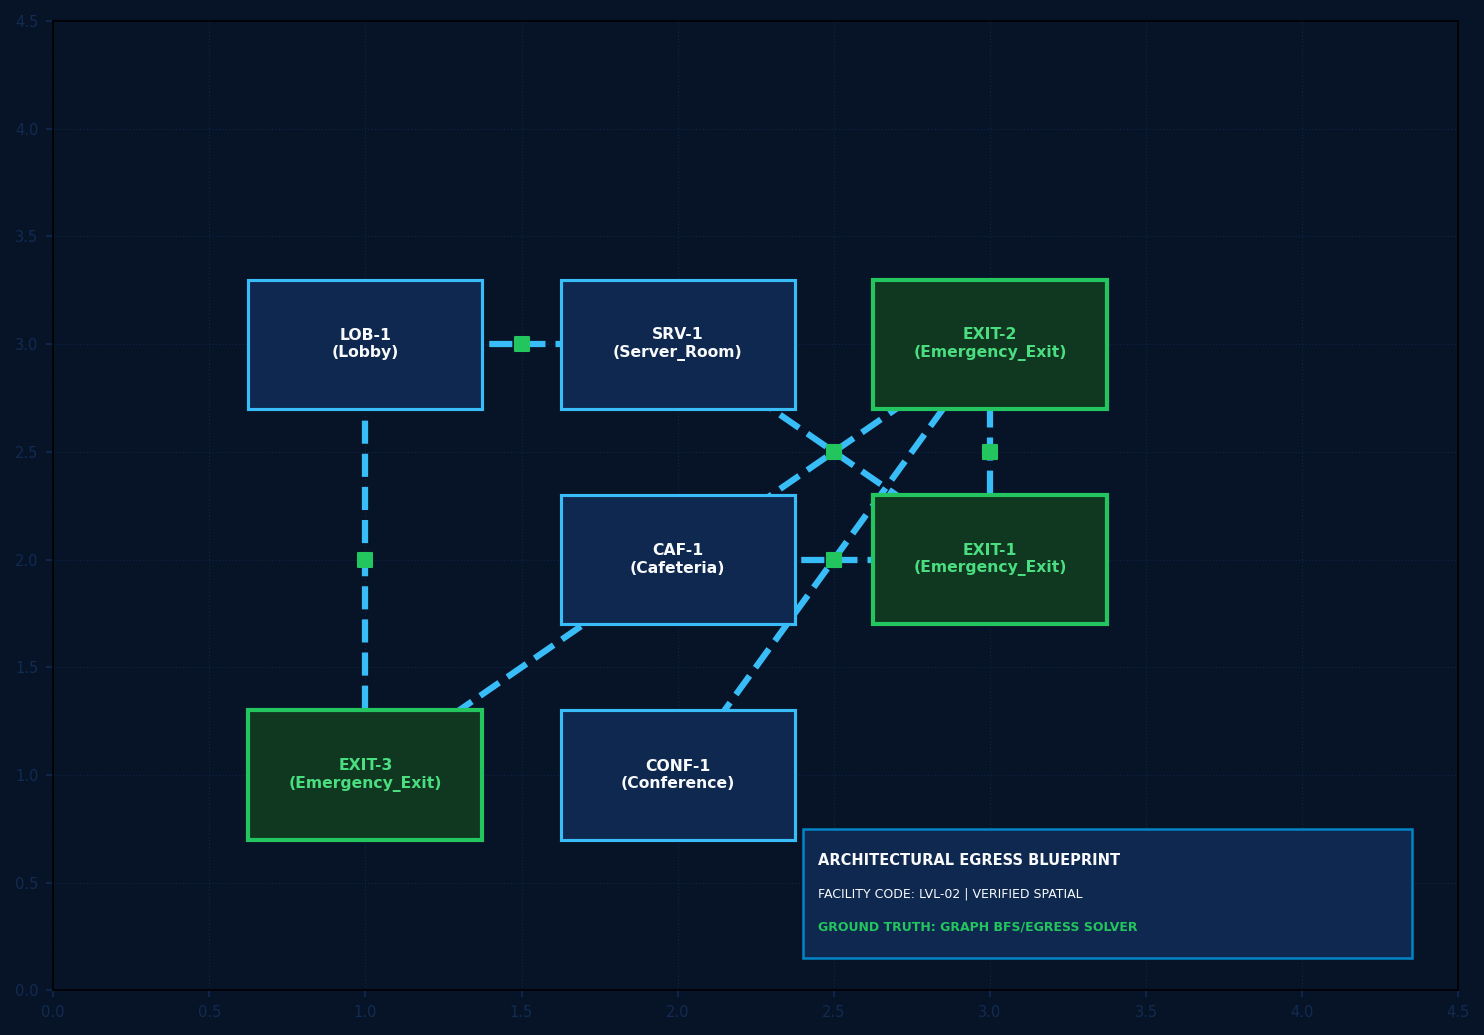 4.5
4.0
3.5
3.0
2.5
2.0
1.5
1.0
0.5
0.0
LOB-1
(Lobby)
SRV-1
(Server_Room)
EXIT-2
(Emergency_Exit)
CAF-1
(Cafeteria)
EXIT-1
(Emergency_Exit)
EXIT-3
(Emergency_Exit)
CONF-1
(Conference)
ARCHITECTURAL EGRESS BLUEPRINT
FACILITY CODE: LVL-02 | VERIFIED SPATIAL
GROUND TRUTH: GRAPH BFS/EGRESS SOLVER
0.0 0.5 1.0 1.5 2.0 2.5 3.0 3.5 4.0 4.5